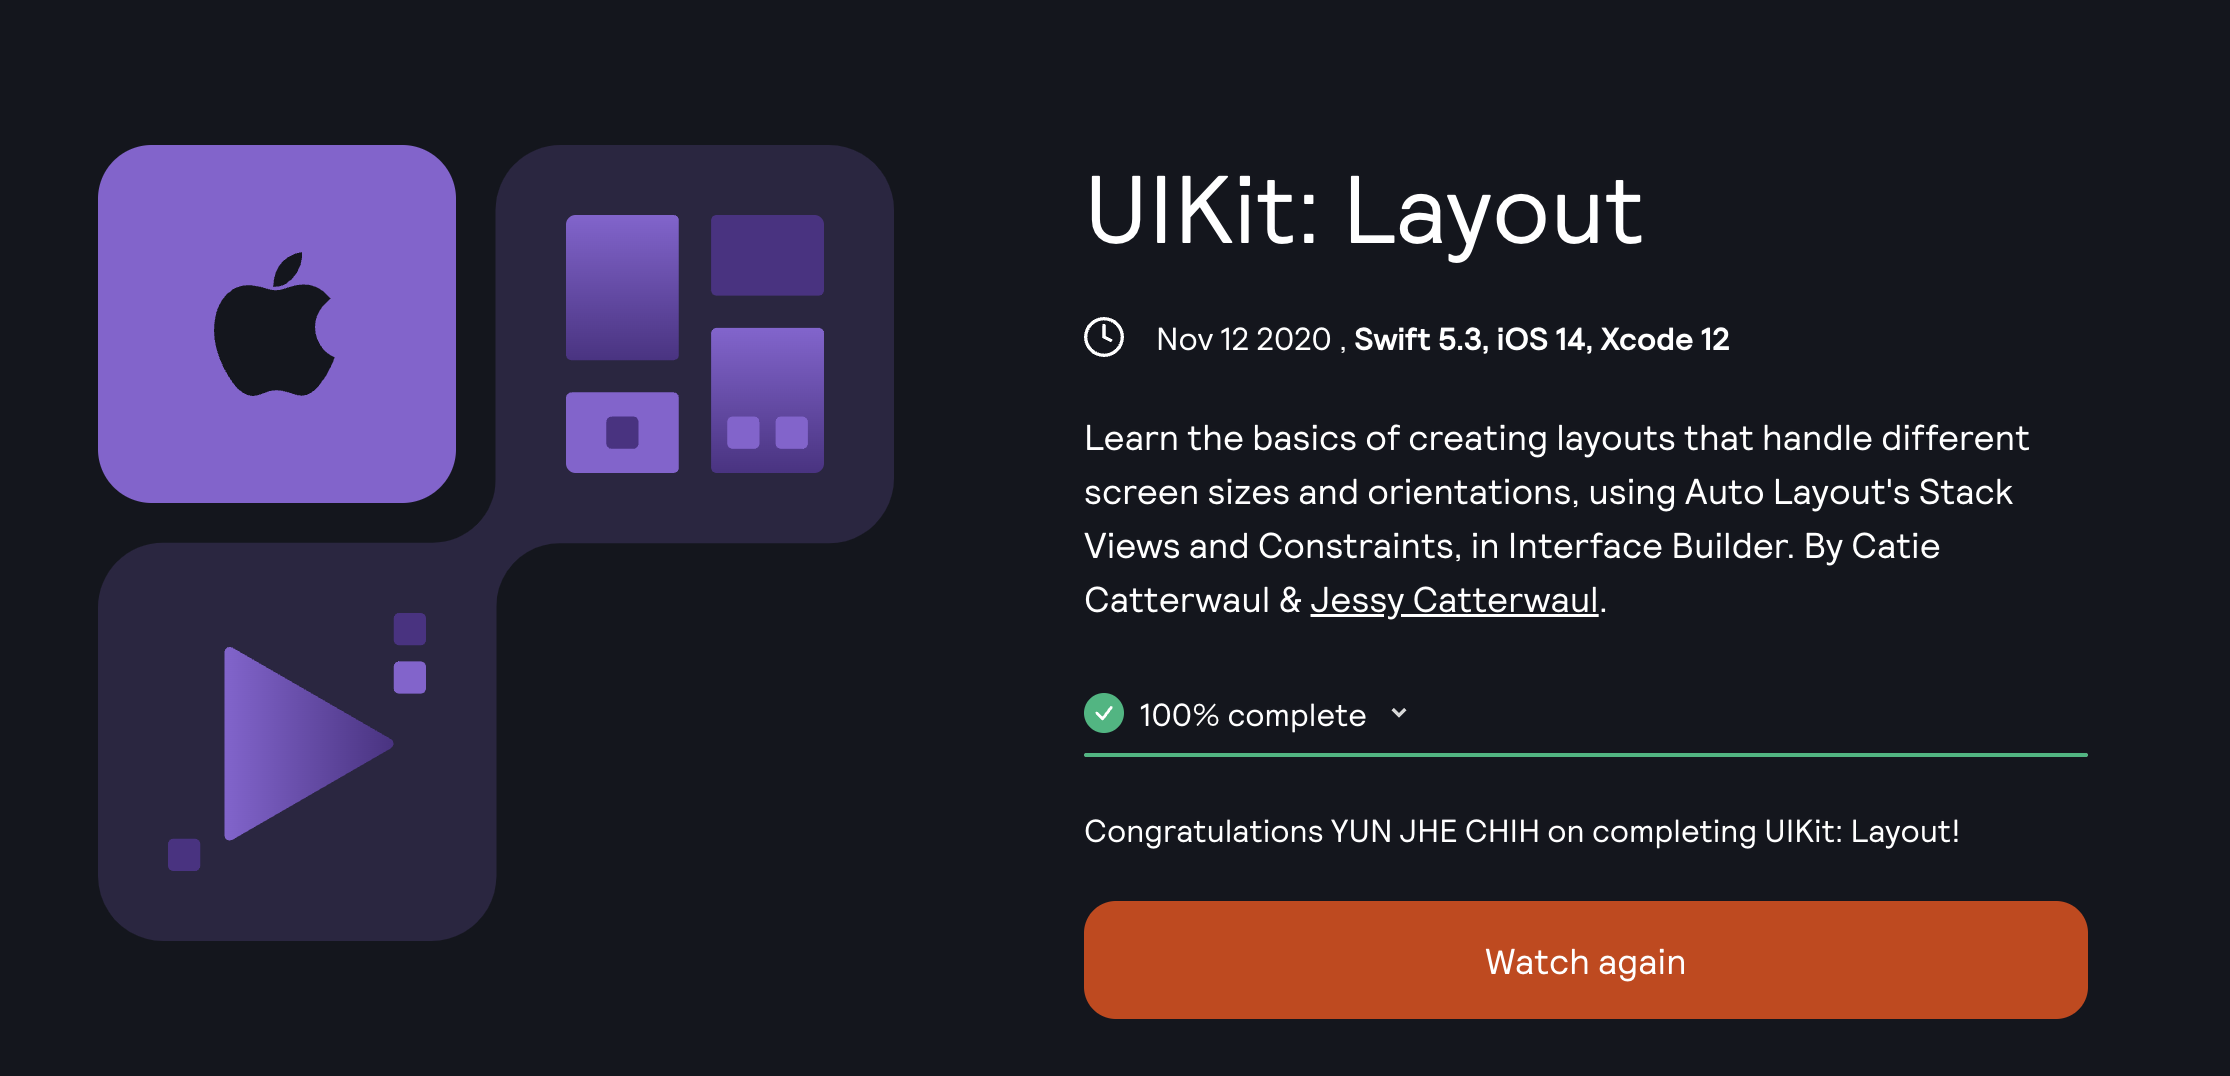 UIKit: Layout
Nov 12 2020 , Swift 5.3, iOS 14, Xcode 12
Learn the basics of creating layouts that handle different
screen sizes and orientations, using Auto Layout's Stack
Views and Constraints, in Interface Builder. By Catie
Catterwaul & Jessy Catterwaul.
100% complete
Congratulations YUN JHE CHIH on completing UIKit: Layout!
Watch again